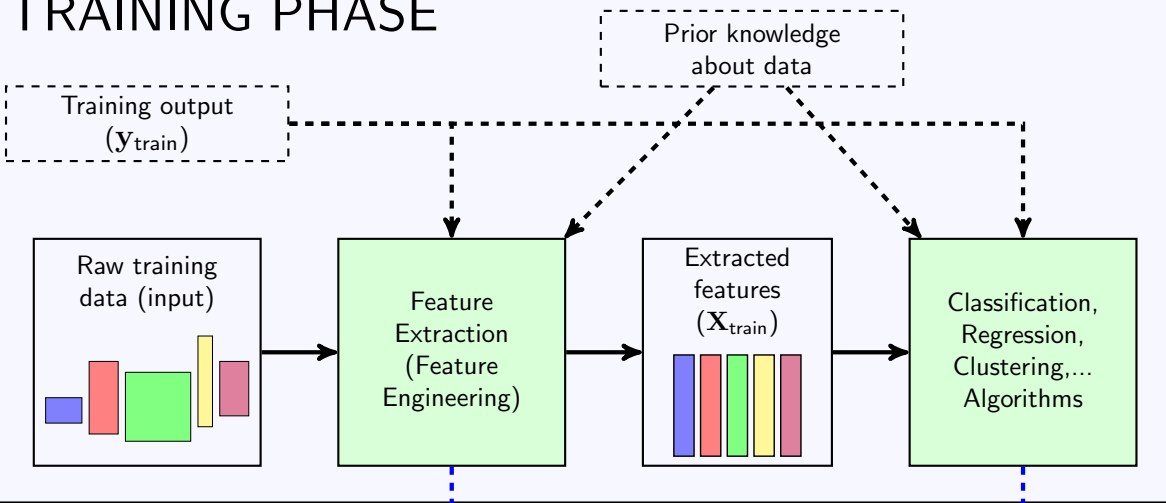 TRAINING PHASE
Prior knowledge
about data
Training output
(y_train)
Raw training
data (input)
Feature
Extraction
(Feature
Engineering)
Extracted
features
(X_train)
Classification,
Regression,
Clustering,...
Algorithms